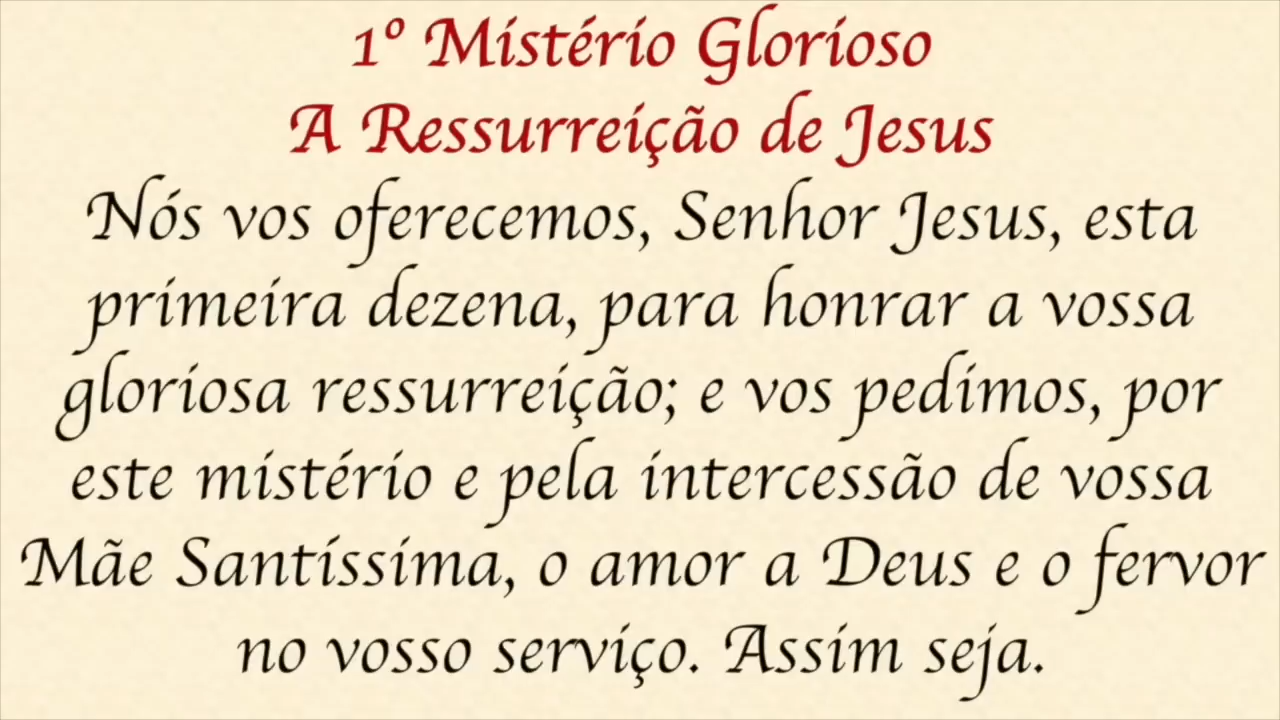 1º Mistério Glorioso
A Ressurreição de Jesus
Nós vos oferecemos, Senhor Jesus, esta
primeira dezena, para honrar a vossa
gloriosa ressurreição; e vos pedimos, por
este mistério e pela intercessão de vossa
Mãe Santíssima, o amor a Deus e o fervor
no vosso serviço. Assim seja.